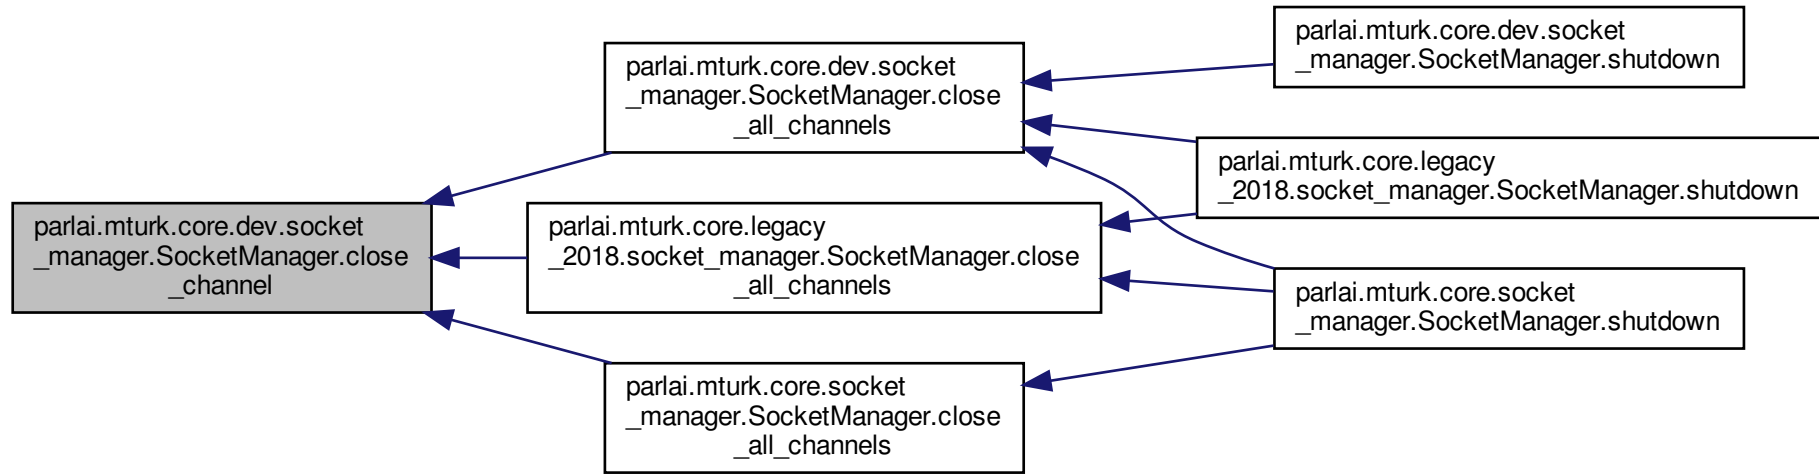 parlai.mturk.core.dev.socket
_manager.SocketManager.close
_channel
parlai.mturk.core.dev.socket
_manager.SocketManager.close
_all_channels
parlai.mturk.core.legacy
_2018.socket_manager.SocketManager.close
_all_channels
parlai.mturk.core.socket
_manager.SocketManager.close
_all_channels
parlai.mturk.core.dev.socket
_manager.SocketManager.shutdown
parlai.mturk.core.legacy
_2018.socket_manager.SocketManager.shutdown
parlai.mturk.core.socket
_manager.SocketManager.shutdown